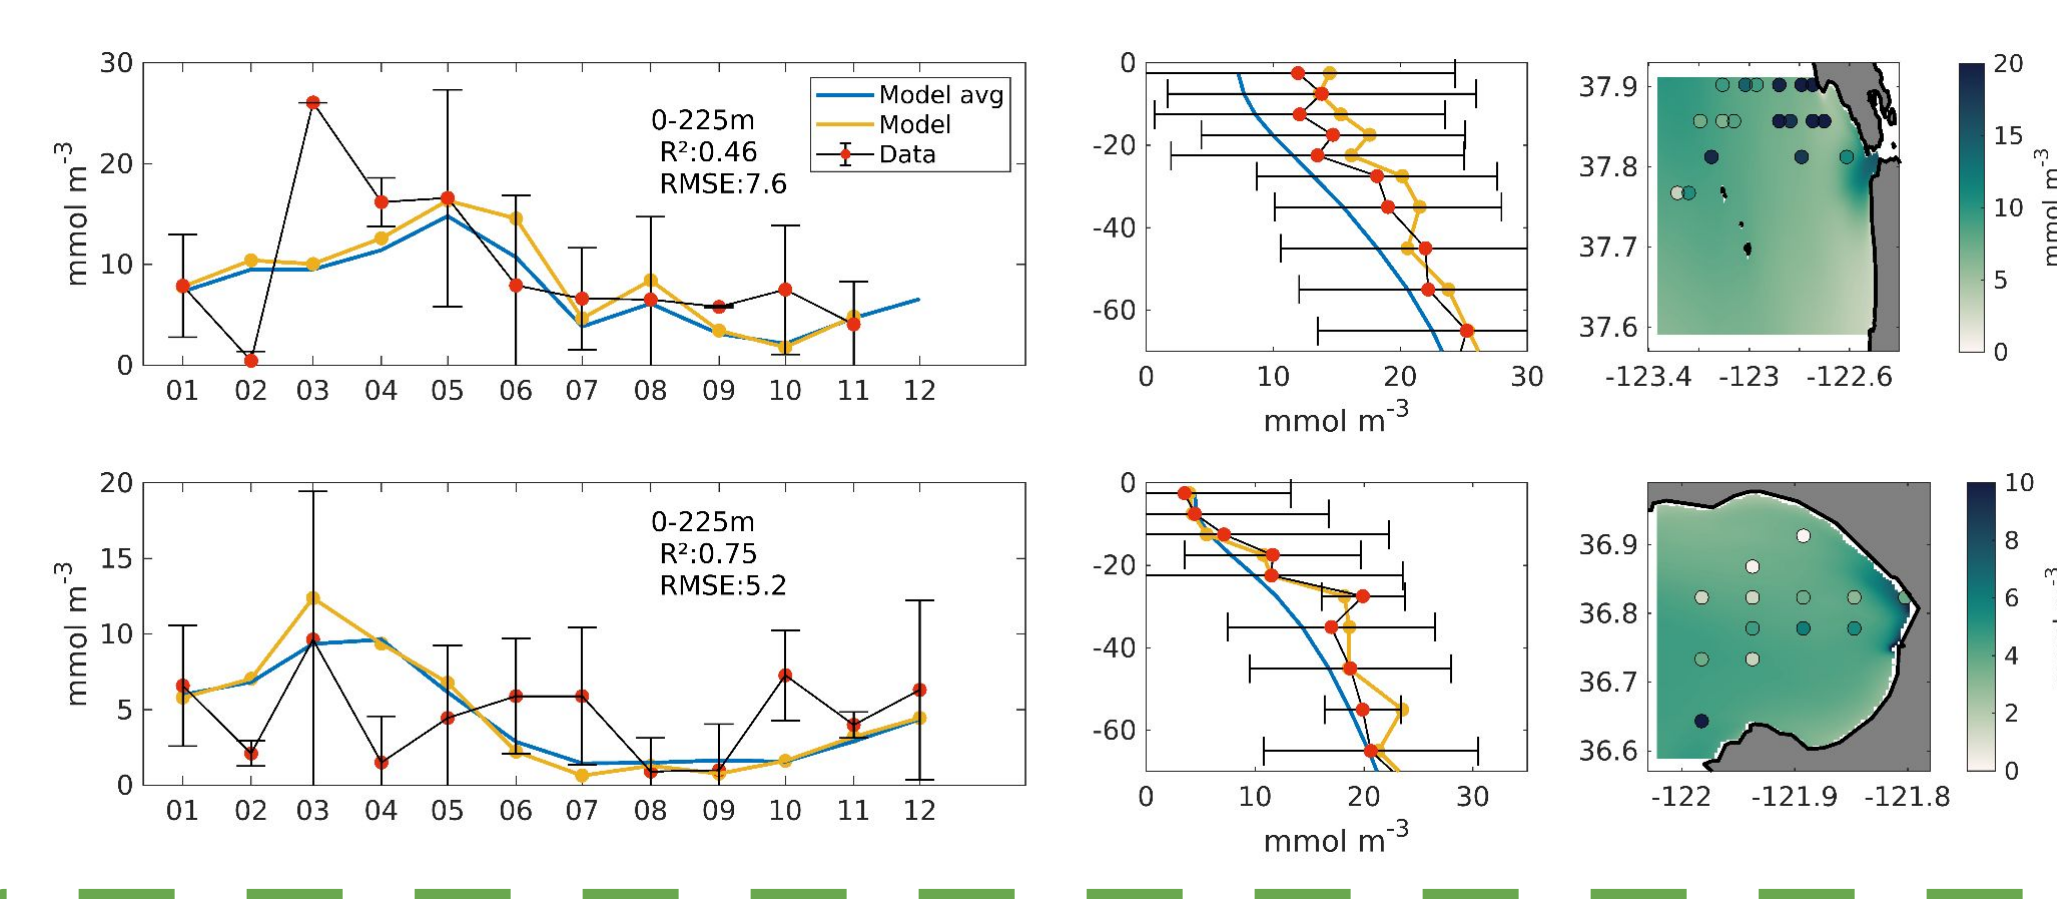 30
20
10
0
mmol m⁻³
01 02 03 04 05 06 07 08 09 10 11 12
0-225m
R²:0.46
RMSE:7.6
Model avg
Model
Data
0
-20
-40
-60
0 10 20 30
mmol m⁻³
37.9
37.8
37.7
37.6
-123.4 -123 -122.6
20
15
10
5
0
mmol m⁻³
20
15
10
5
0
mmol m⁻³
01 02 03 04 05 06 07 08 09 10 11 12
0-225m
R²:0.75
RMSE:5.2
0
-20
-40
-60
0 10 20 30
mmol m⁻³
36.9
36.8
36.7
36.6
-122 -121.9 -121.8
10
8
6
4
2
0